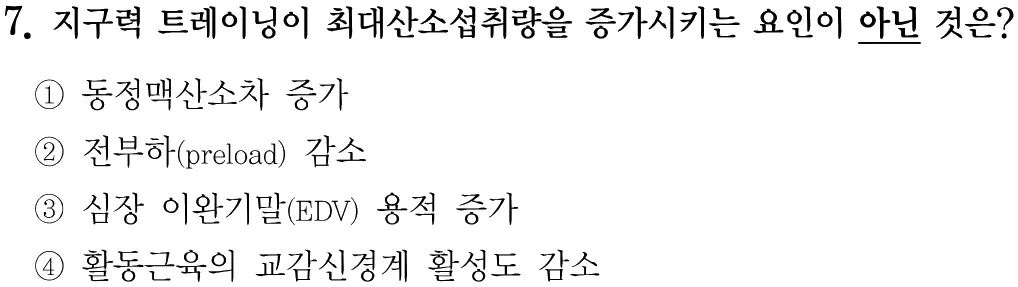 7. 지구력 트레이닝이 최대산소섭취량을 증가시키는 요인이 아닌 것은?
① 동정맥산소차 증가
② 전부하(preload) 감소
③ 심장 이완기말(EDV) 용적 증가
④ 활동근육의 교감신경계 활성도 감소